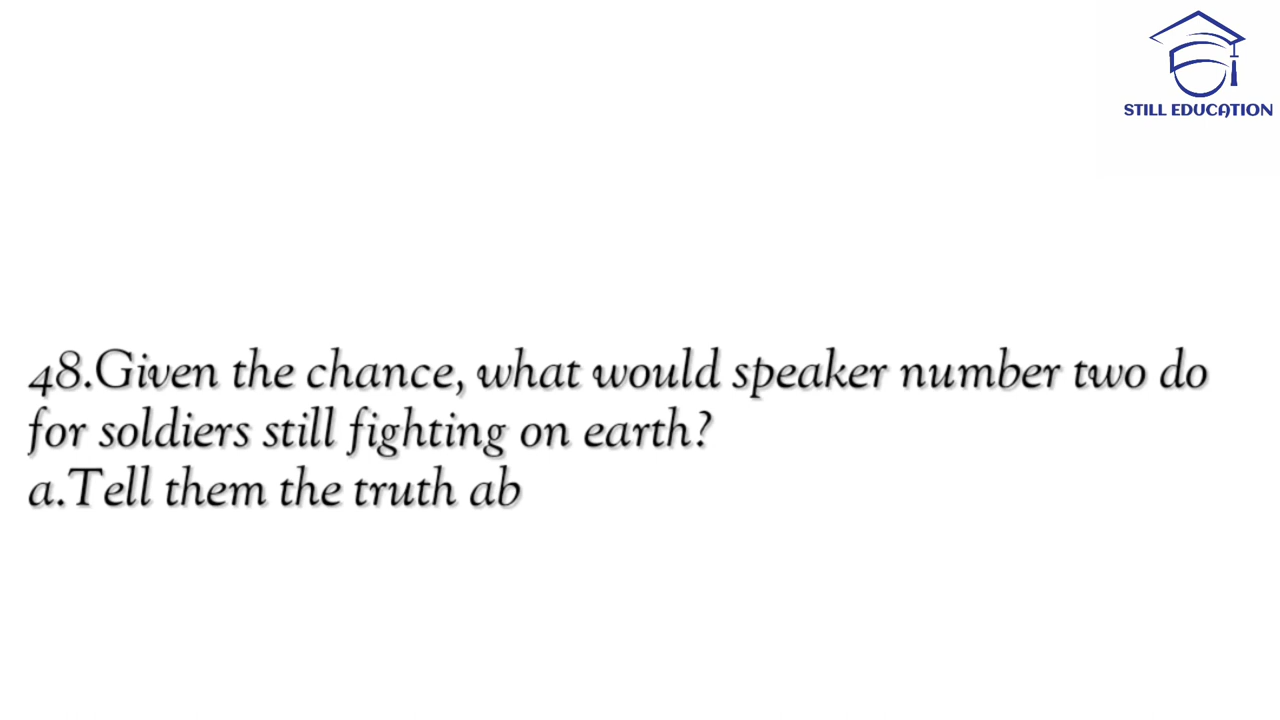 STILL EDUCATION
48.Given the chance, what would speaker number two do
for soldiers still fighting on earth?
a.Tell them the truth ab